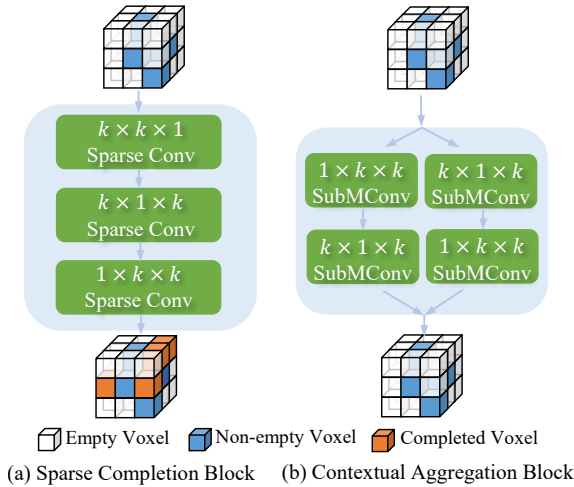 k × k × 1
Sparse Conv
k × 1 × k
Sparse Conv
1 × k × k
Sparse Conv
1 × k × k
SubMConv
k × 1 × k
SubMConv
k × 1 × k
SubMConv
1 × k × k
SubMConv
Empty Voxel
Non-empty Voxel
Completed Voxel
(a) Sparse Completion Block
(b) Contextual Aggregation Block